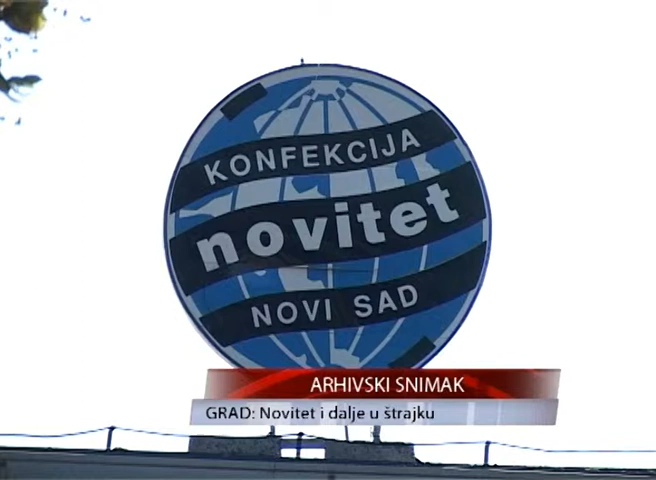 KONFEKCIJA
novitet
NOVI SAD
ARHIVSKI SNIMAK
GRAD: Novitet i dalje u štrajku